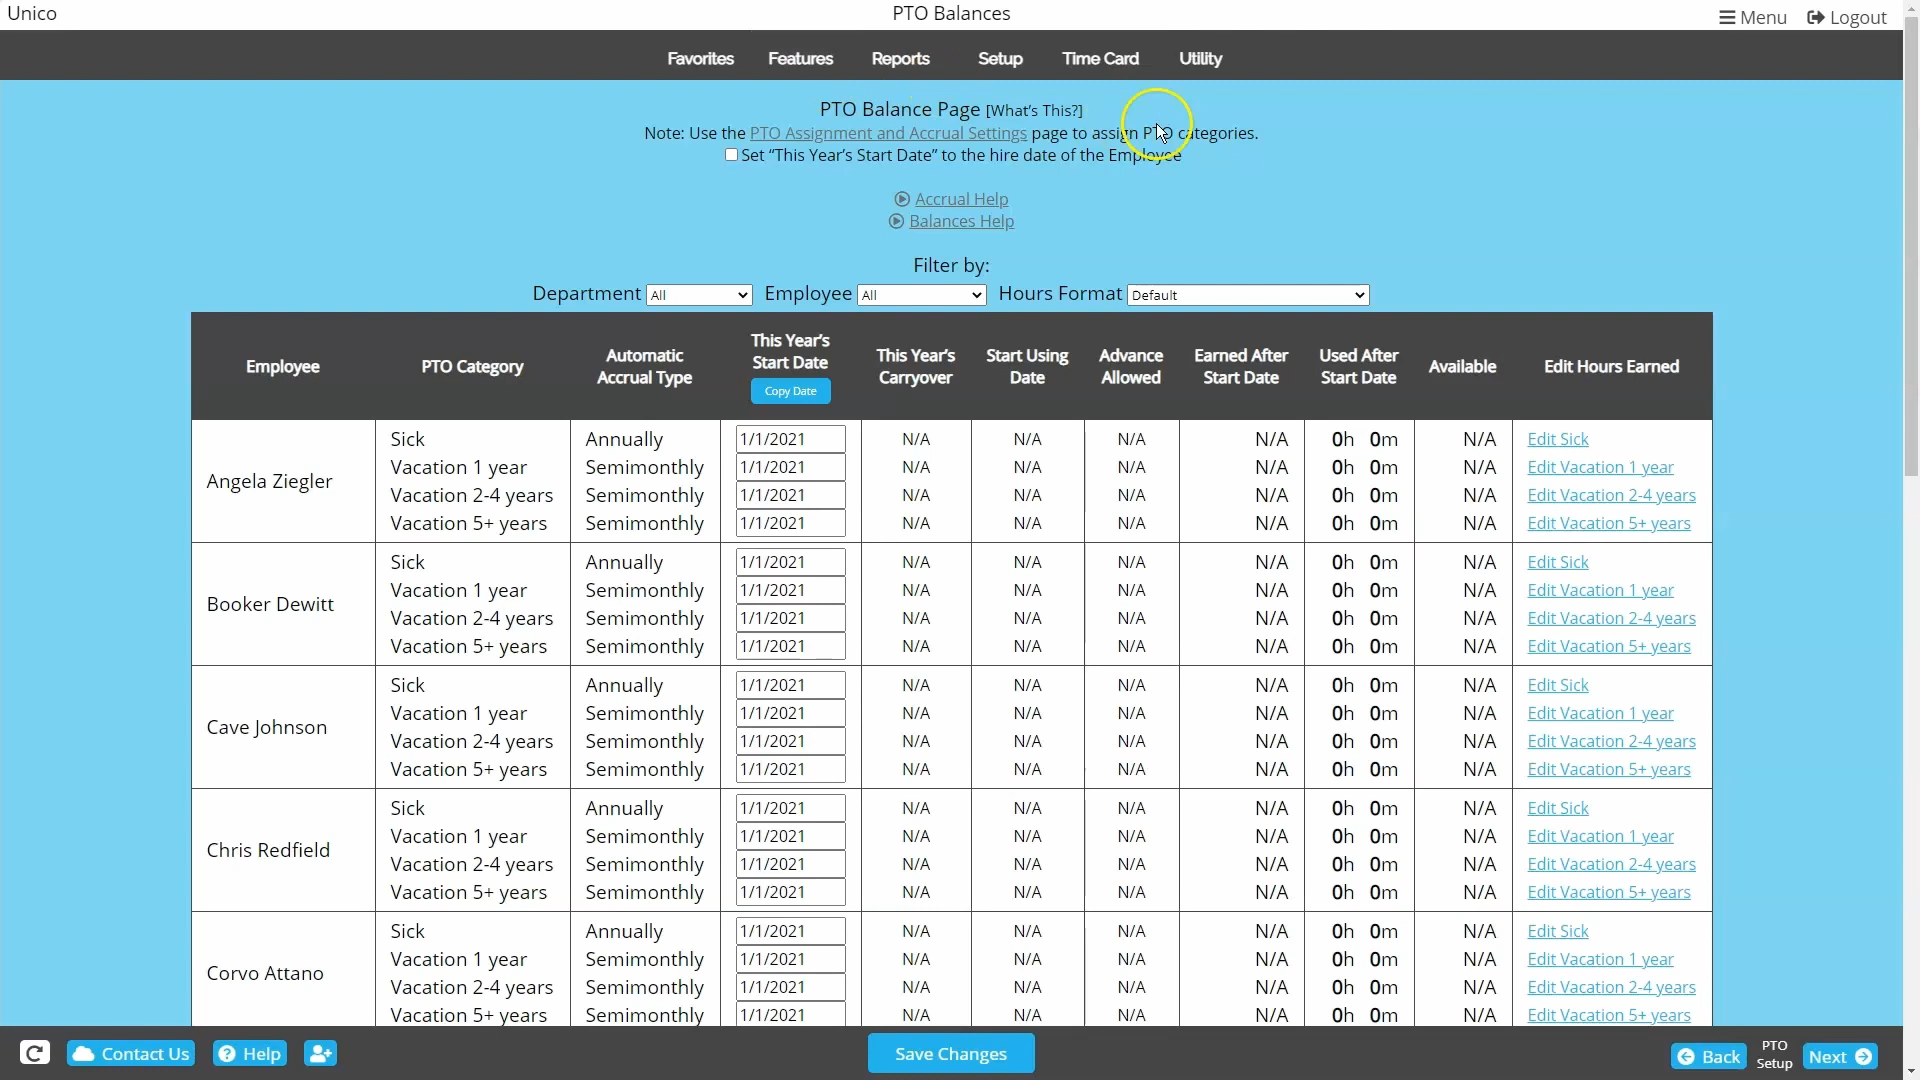 Unico
PTO Balances
Menu Logout
Favorites Features Reports Setup Time Card Utility
PTO Balance Page [What's This?]
Note: Use the PTO Assignment and Accrual Settings page to assign PTO categories.
Set "This Year's Start Date" to the hire date of the Employee
Accrual Help
Balances Help
Filter by:
Department All Employee All Hours Format Default
Employee PTO Category Automatic Accrual Type This Year's Start Date Copy Date This Year's Carryover Start Using Date Advance Allowed Earned After Start Date Used After Start Date Available Edit Hours Earned
Angela Ziegler
Sick Annually 1/1/2021 N/A N/A N/A N/A 0h 0m N/A Edit Sick
Vacation 1 year Semimonthly 1/1/2021 N/A N/A N/A N/A 0h 0m N/A Edit Vacation 1 year
Vacation 2-4 years Semimonthly 1/1/2021 N/A N/A N/A N/A 0h 0m N/A Edit Vacation 2-4 years
Vacation 5+ years Semimonthly 1/1/2021 N/A N/A N/A N/A 0h 0m N/A Edit Vacation 5+ years
Booker Dewitt
Sick Annually 1/1/2021 N/A N/A N/A N/A 0h 0m N/A Edit Sick
Vacation 1 year Semimonthly 1/1/2021 N/A N/A N/A N/A 0h 0m N/A Edit Vacation 1 year
Vacation 2-4 years Semimonthly 1/1/2021 N/A N/A N/A N/A 0h 0m N/A Edit Vacation 2-4 years
Vacation 5+ years Semimonthly 1/1/2021 N/A N/A N/A N/A 0h 0m N/A Edit Vacation 5+ years
Cave Johnson
Sick Annually 1/1/2021 N/A N/A N/A N/A 0h 0m N/A Edit Sick
Vacation 1 year Semimonthly 1/1/2021 N/A N/A N/A N/A 0h 0m N/A Edit Vacation 1 year
Vacation 2-4 years Semimonthly 1/1/2021 N/A N/A N/A N/A 0h 0m N/A Edit Vacation 2-4 years
Vacation 5+ years Semimonthly 1/1/2021 N/A N/A N/A N/A 0h 0m N/A Edit Vacation 5+ years
Chris Redfield
Sick Annually 1/1/2021 N/A N/A N/A N/A 0h 0m N/A Edit Sick
Vacation 1 year Semimonthly 1/1/2021 N/A N/A N/A N/A 0h 0m N/A Edit Vacation 1 year
Vacation 2-4 years Semimonthly 1/1/2021 N/A N/A N/A N/A 0h 0m N/A Edit Vacation 2-4 years
Vacation 5+ years Semimonthly 1/1/2021 N/A N/A N/A N/A 0h 0m N/A Edit Vacation 5+ years
Corvo Attano
Sick Annually 1/1/2021 N/A N/A N/A N/A 0h 0m N/A Edit Sick
Vacation 1 year Semimonthly 1/1/2021 N/A N/A N/A N/A 0h 0m N/A Edit Vacation 1 year
Vacation 2-4 years Semimonthly 1/1/2021 N/A N/A N/A N/A 0h 0m N/A Edit Vacation 2-4 years
Vacation 5+ years Semimonthly 1/1/2021 N/A N/A N/A N/A 0h 0m N/A Edit Vacation 5+ years
Contact Us Help Save Changes Back PTO Setup Next